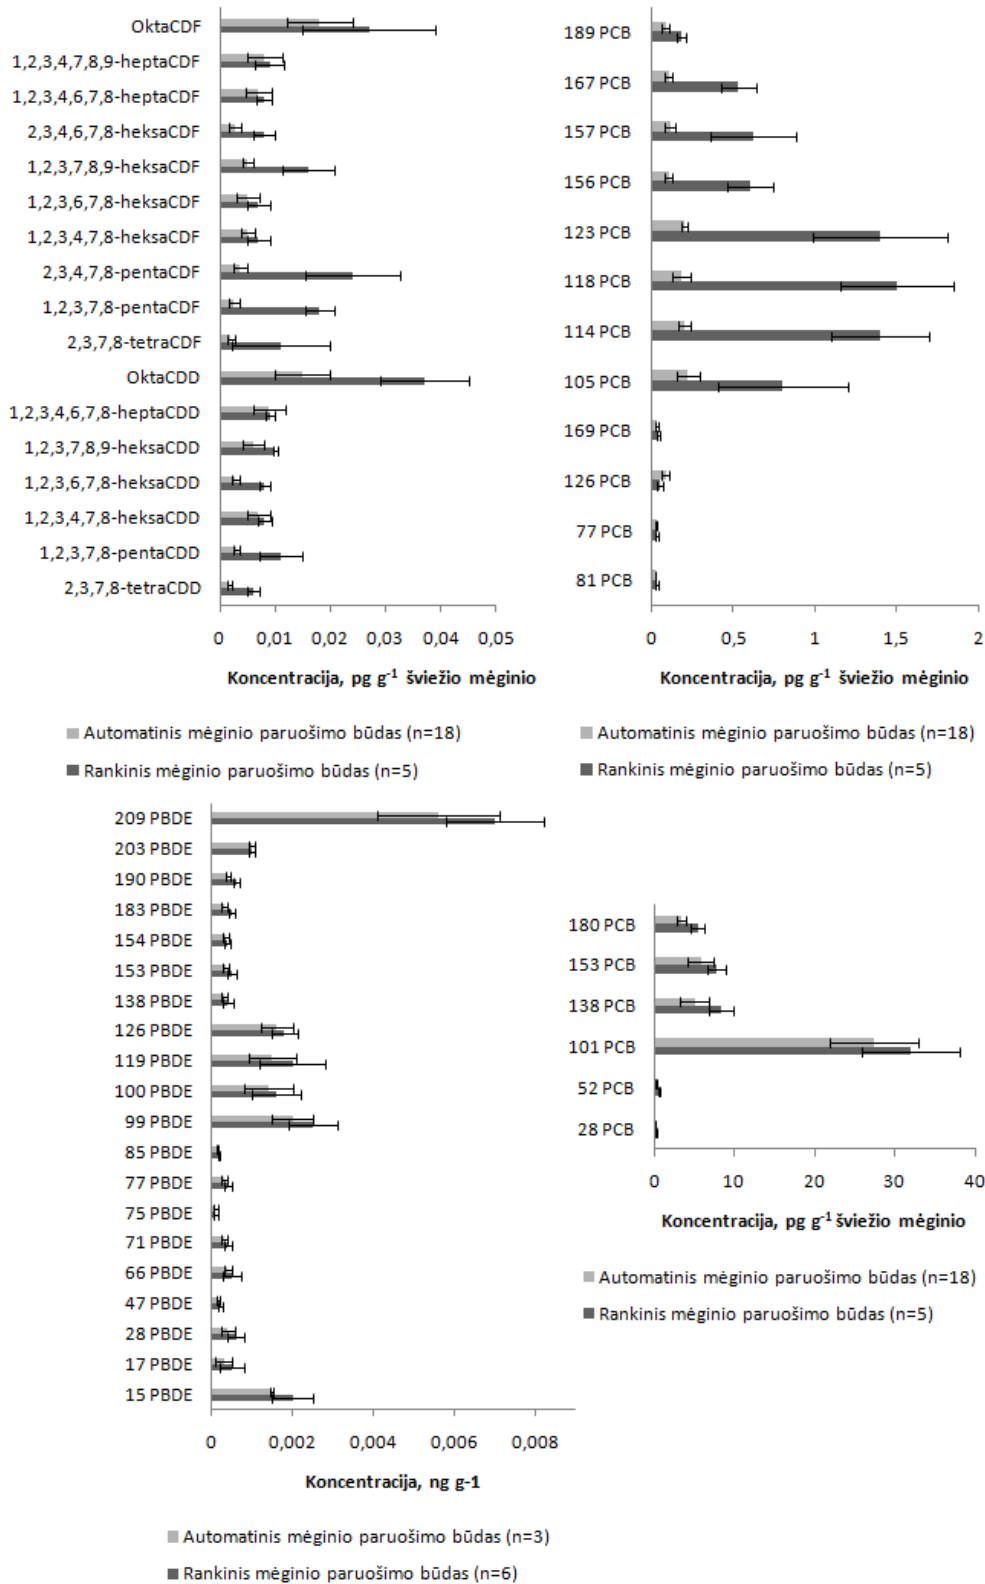 OktaCDF
1,2,3,4,7,8,9-heptaCDF
1,2,3,4,6,7,8-heptaCDF
2,3,4,6,7,8-heksaCDF
1,2,3,7,8,9-heksaCDF
1,2,3,6,7,8-heksaCDF
1,2,3,4,7,8-heksaCDF
2,3,4,7,8-pentaCDF
1,2,3,7,8-pentaCDF
2,3,7,8-tetraCDF
OktaCDD
1,2,3,4,6,7,8-heptaCDD
1,2,3,7,8,9-heksaCDD
1,2,3,6,7,8-heksaCDD
1,2,3,4,7,8-heksaCDD
1,2,3,7,8-pentaCDD
2,3,7,8-tetraCDD
0 0,01 0,02 0,03 0,04 0,05
Koncentracija, pg g⁻¹ šviežio mėginio
Automatinis mėginio paruošimo būdas (n=18)
Rankinis mėginio paruošimo būdas (n=5)
189 PCB
167 PCB
157 PCB
156 PCB
123 PCB
118 PCB
114 PCB
105 PCB
169 PCB
126 PCB
77 PCB
81 PCB
0 0,5 1 1,5 2
Koncentracija, pg g⁻¹ šviežio mėginio
Automatinis mėginio paruošimo būdas (n=18)
Rankinis mėginio paruošimo būdas (n=5)
209 PBDE
203 PBDE
190 PBDE
183 PBDE
154 PBDE
153 PBDE
138 PBDE
126 PBDE
119 PBDE
100 PBDE
99 PBDE
85 PBDE
77 PBDE
75 PBDE
71 PBDE
66 PBDE
47 PBDE
28 PBDE
17 PBDE
15 PBDE
0 0,002 0,004 0,006 0,008
Koncentracija, ng g-1
Automatinis mėginio paruošimo būdas (n=3)
Rankinis mėginio paruošimo būdas (n=6)
180 PCB
153 PCB
138 PCB
101 PCB
52 PCB
28 PCB
0 10 20 30 40
Koncentracija, pg g⁻¹ šviežio mėginio
Automatinis mėginio paruošimo būdas (n=18)
Rankinis mėginio paruošimo būdas (n=5)